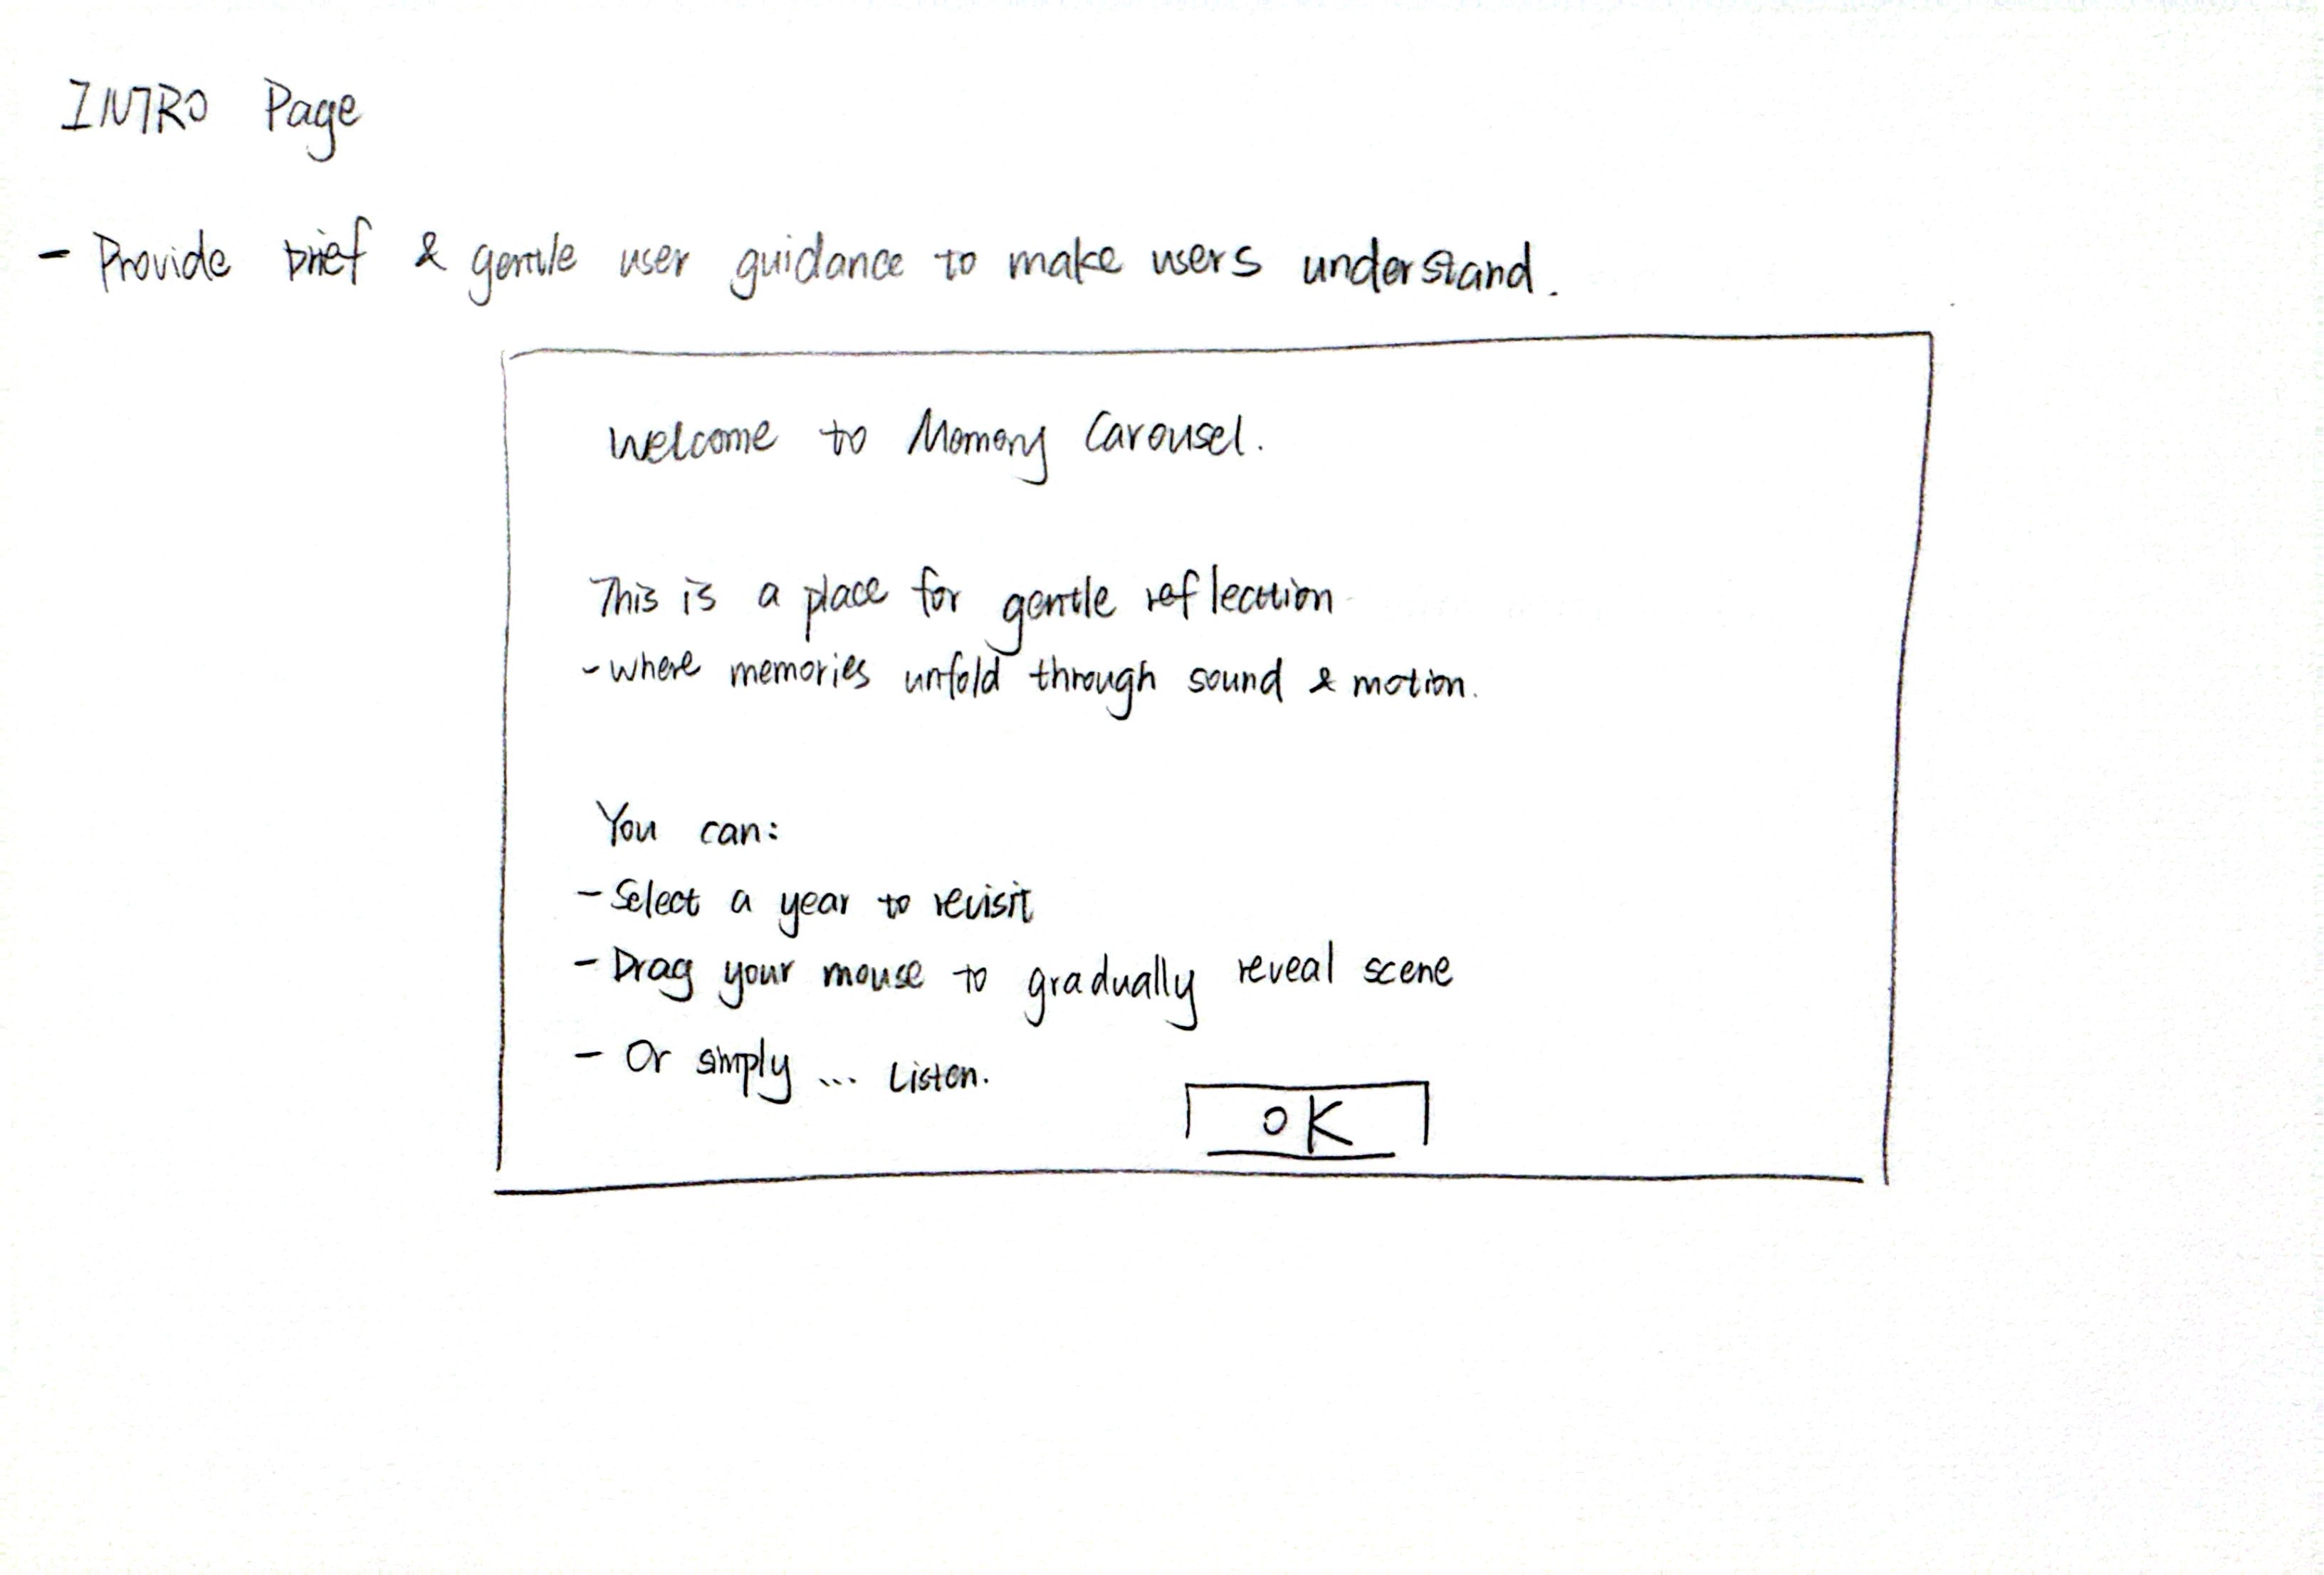 INTRO Page
- Provide brief & gentle user guidance to make users understand.
Welcome to Memory Carousel.
This is a place for gentle reflection
- where memories unfold through sound & motion.
You can:
- Select a year to revisit
- Drag your mouse to gradually reveal scene
- Or simply ... Listen.
OK